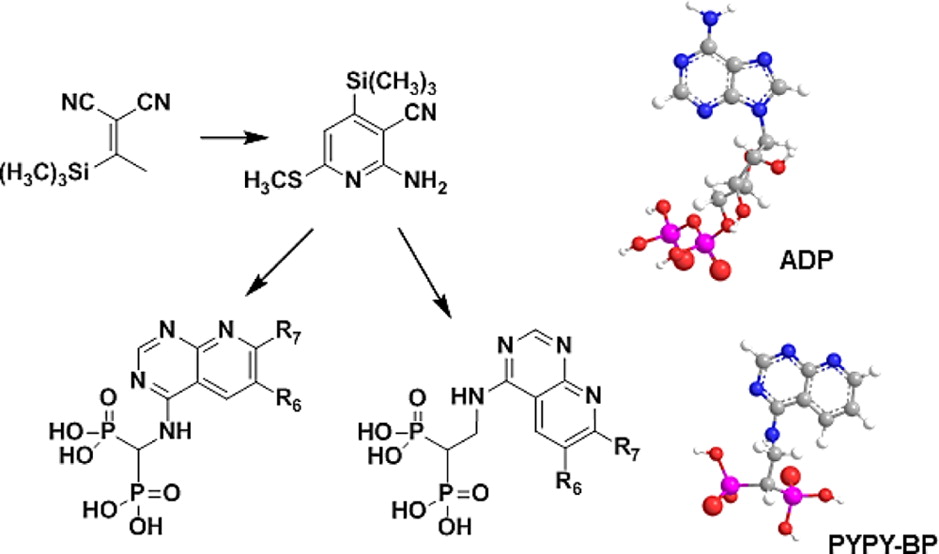 NC CN
(H₃C)₃Si
Si(CH₃)₃
CN
H₃CS N NH₂
ADP
N N R₇
N R₆
O
HO-P NH
HO
P=O
HO OH
N N
HN N
O
HO-P R₇
HO R₆
P=O
HO OH
PYPY-BP